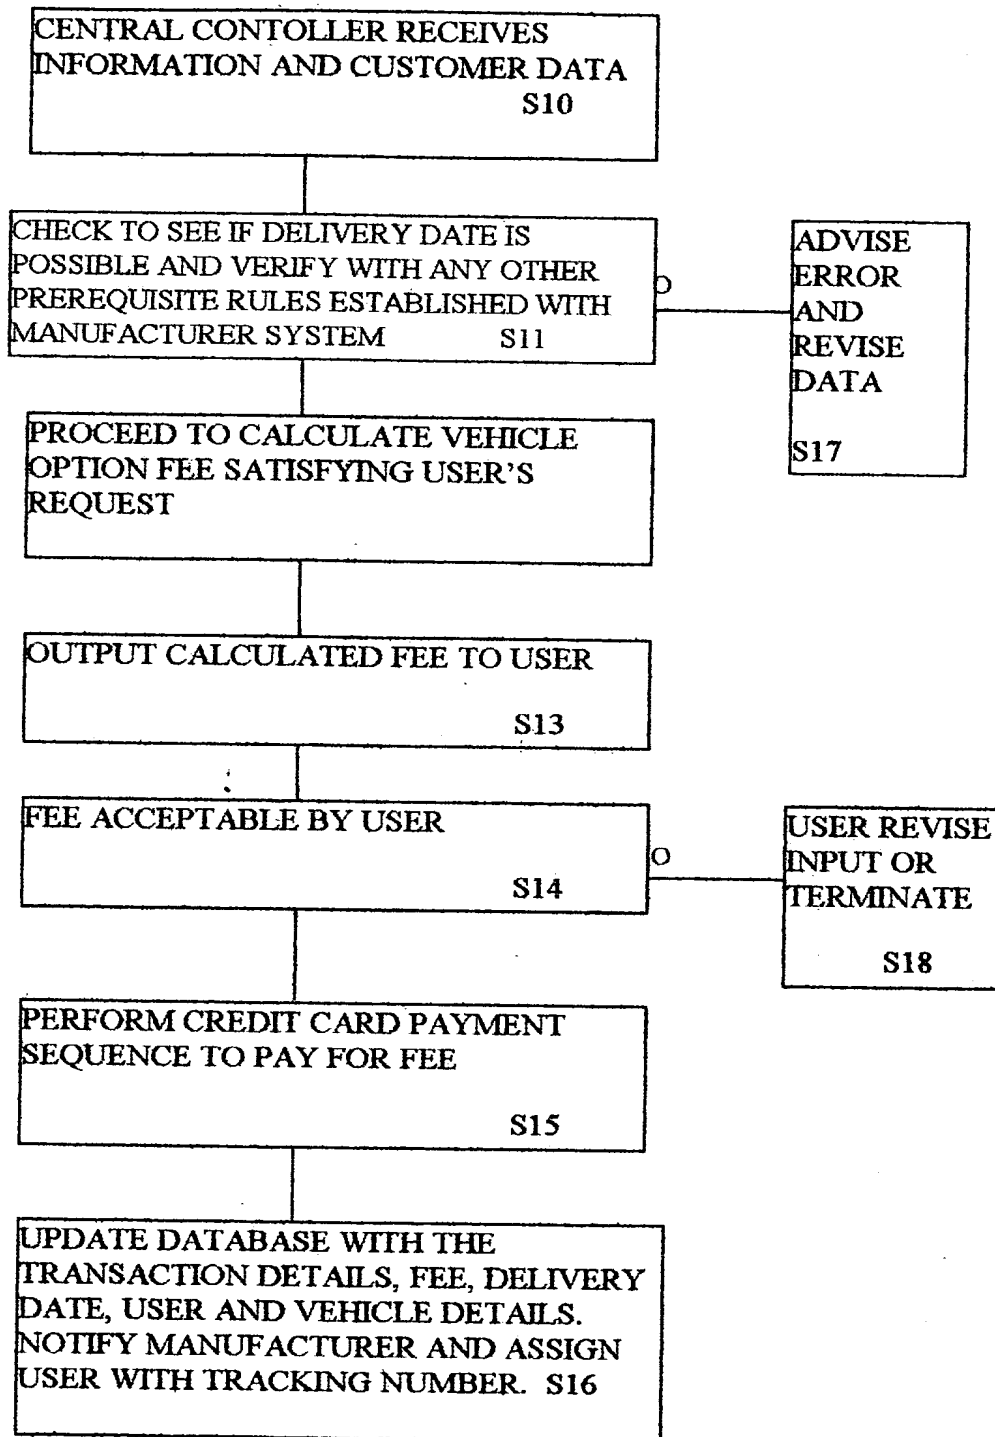 CENTRAL CONTOLLER RECEIVES
INFORMATION AND CUSTOMER DATA
S10
CHECK TO SEE IF DELIVERY DATE IS
POSSIBLE AND VERIFY WITH ANY OTHER
PREREQUISITE RULES ESTABLISHED WITH
MANUFACTURER SYSTEM S11
O
ADVISE
ERROR
AND
REVISE
DATA
S17
PROCEED TO CALCULATE VEHICLE
OPTION FEE SATISFYING USER'S
REQUEST
OUTPUT CALCULATED FEE TO USER
S13
FEE ACCEPTABLE BY USER
S14
O
USER REVISE
INPUT OR
TERMINATE
S18
PERFORM CREDIT CARD PAYMENT
SEQUENCE TO PAY FOR FEE
S15
UPDATE DATABASE WITH THE
TRANSACTION DETAILS, FEE, DELIVERY
DATE, USER AND VEHICLE DETAILS.
NOTIFY MANUFACTURER AND ASSIGN
USER WITH TRACKING NUMBER. S16